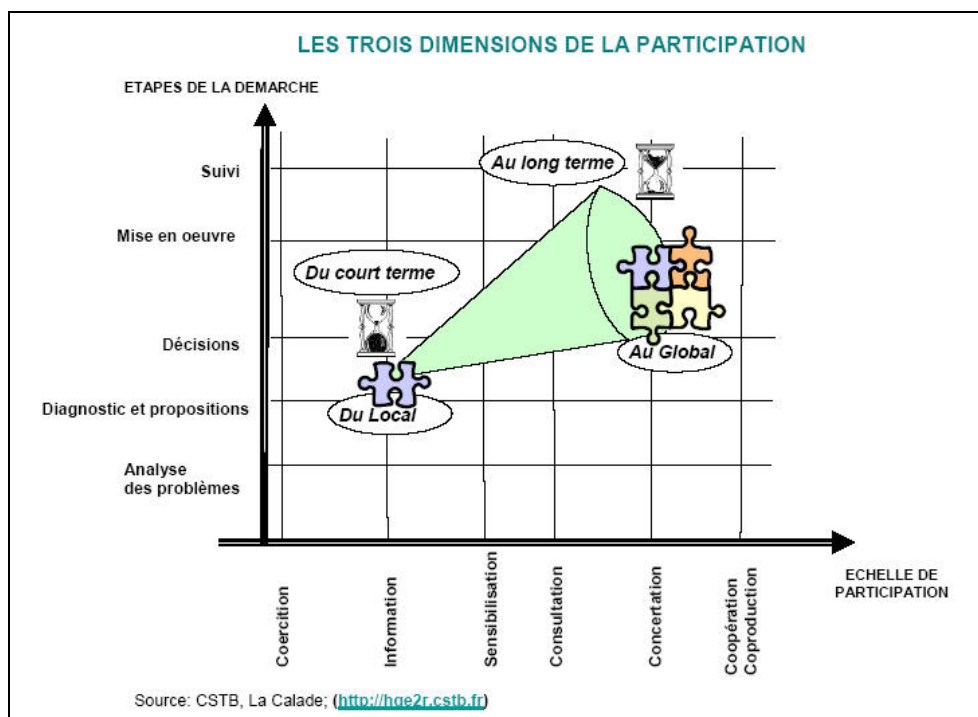 LES TROIS DIMENSIONS DE LA PARTICIPATION
ETAPES DE LA DEMARCHE
Suivi
Mise en oeuvre
Décisions
Diagnostic et propositions
Analyse
des problèmes
Au long terme
Du court terme
Au Global
Du Local
Coercition
Information
Sensibilisation
Consultation
Concertation
Coopération
Coproduction
ECHELLE DE
PARTICIPATION
Source: CSTB, La Calade; (http://hqe2r.cstb.fr)